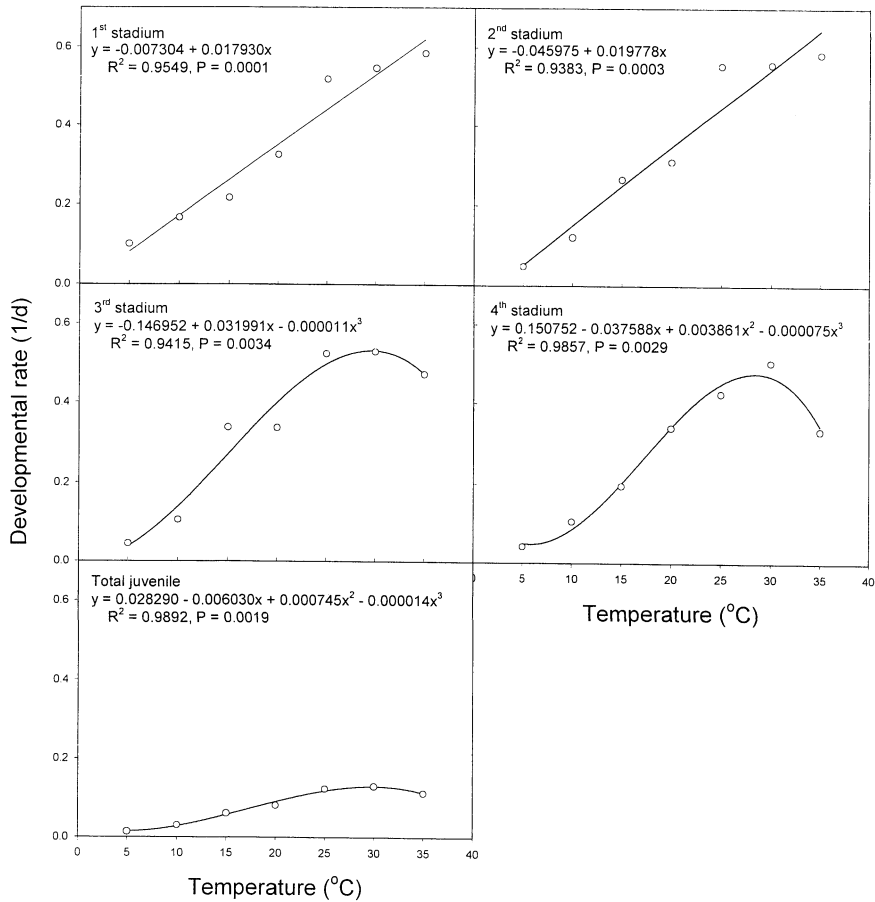 1st stadium
y = -0.007304 + 0.017930x
R2 = 0.9549, P = 0.0001
2nd stadium
y = -0.045975 + 0.019778x
R2 = 0.9383, P = 0.0003
0.6
0.4
0.2
0.0
3rd stadium
y = -0.146952 + 0.031991x - 0.000011x3
R2 = 0.9415, P = 0.0034
4th stadium
y = 0.150752 - 0.037588x + 0.003861x2 - 0.000075x3
R2 = 0.9857, P = 0.0029
0.6
0.4
0.2
0.0
Developmental rate (1/d)
0 5 10 15 20 25 30 35 40
Temperature (oC)
Total juvenile
y = 0.028290 - 0.006030x + 0.000745x2 - 0.000014x3
R2 = 0.9892, P = 0.0019
0.6
0.4
0.2
0.0
0 5 10 15 20 25 30 35 40
Temperature (oC)